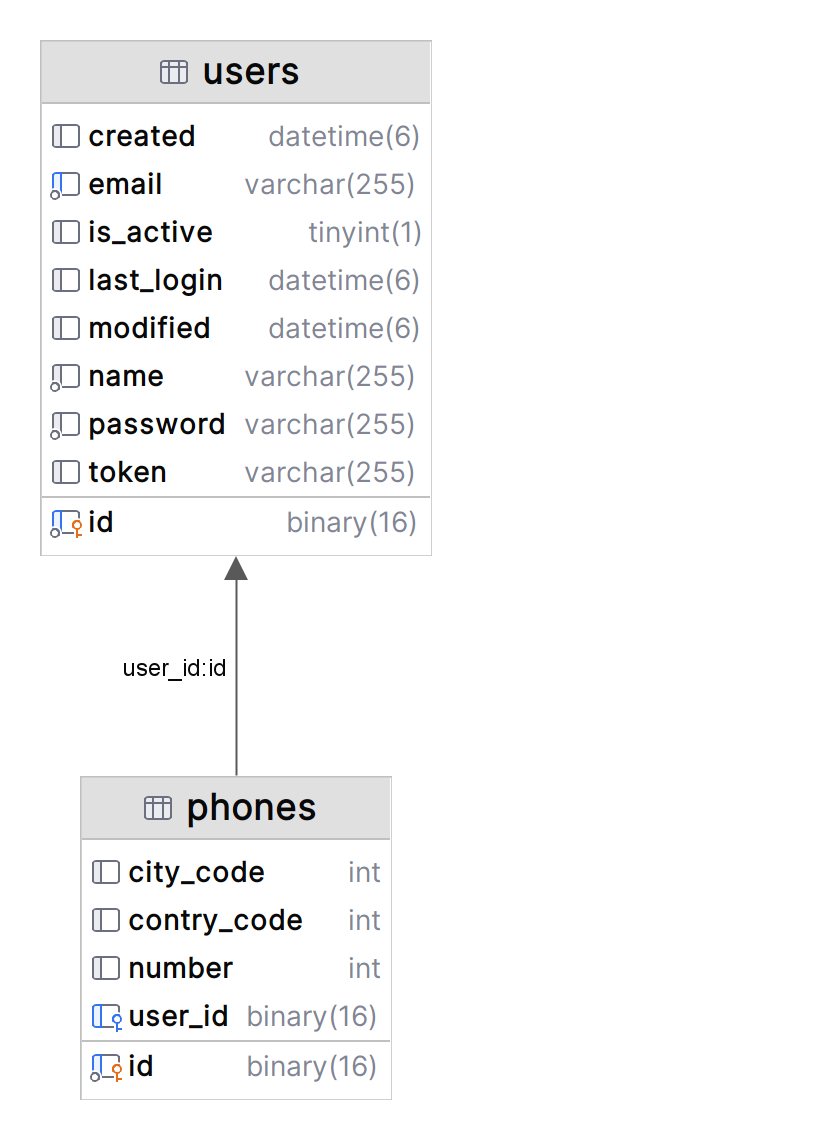 users
created datetime(6)
email varchar(255)
is_active tinyint(1)
last_login datetime(6)
modified datetime(6)
name varchar(255)
password varchar(255)
token varchar(255)
id binary(16)
user_id:id
phones
city_code int
contry_code int
number int
user_id binary(16)
id binary(16)